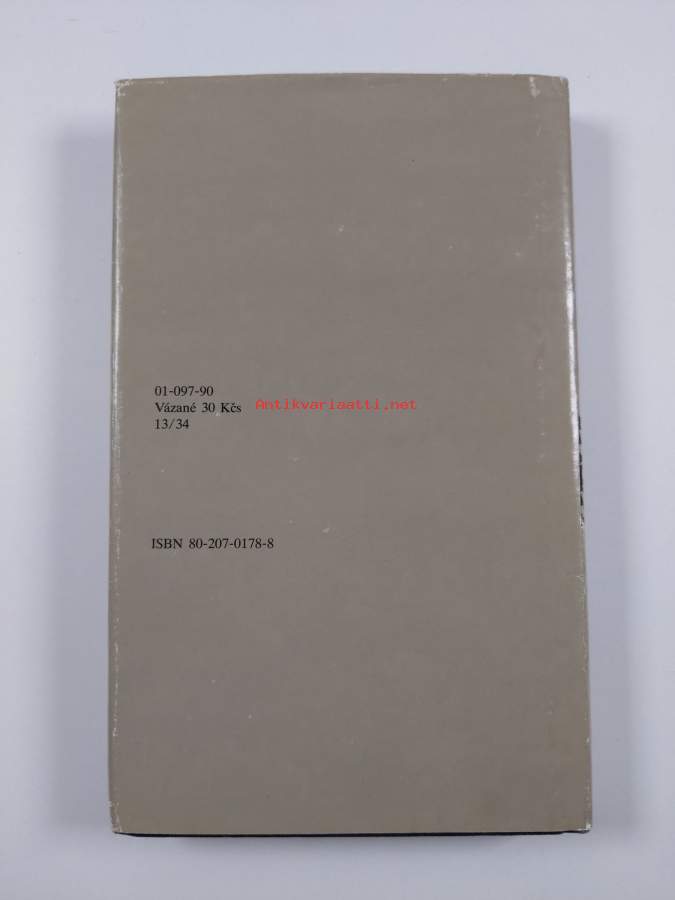 01-097-90
Vázané 30 Kčs
Antikvariaatti.net
13/34
ISBN 80-207-0178-8